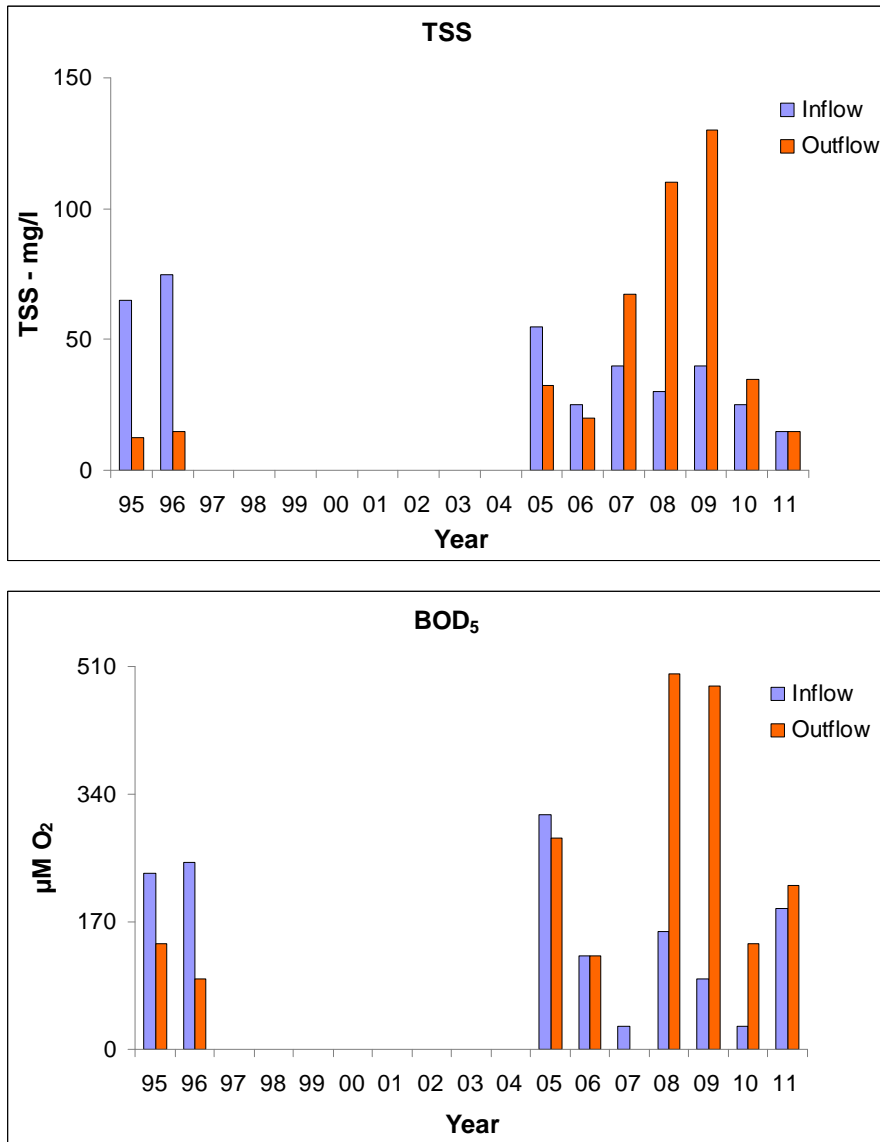 TSS
150
100
50
0
TSS - mg/l
Inflow
Outflow
95 96 97 98 99 00 01 02 03 04 05 06 07 08 09 10 11
Year
BOD₅
510
340
170
0
µM O₂
Inflow
Outflow
95 96 97 98 99 00 01 02 03 04 05 06 07 08 09 10 11
Year